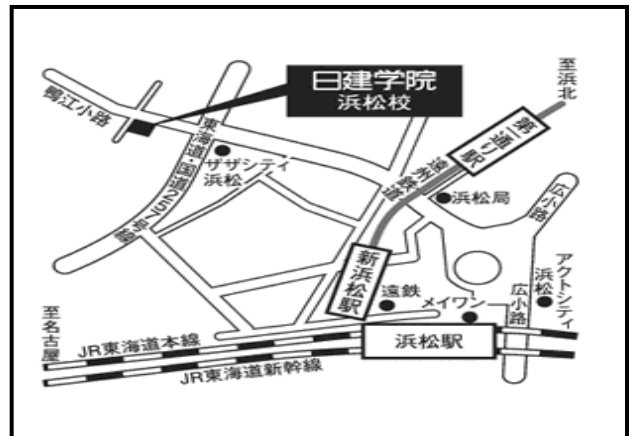 日建学院
浜松校
至浜北
鴨江小路
第一通り駅
東海道・国道257号線
ザザシティ
浜松
遠州鉄道
浜松局
広小路
新浜松駅
遠鉄
メイワン
広小路
浜松
アクトシティ
至名古屋
JR東海道本線
浜松駅
JR東海道新幹線